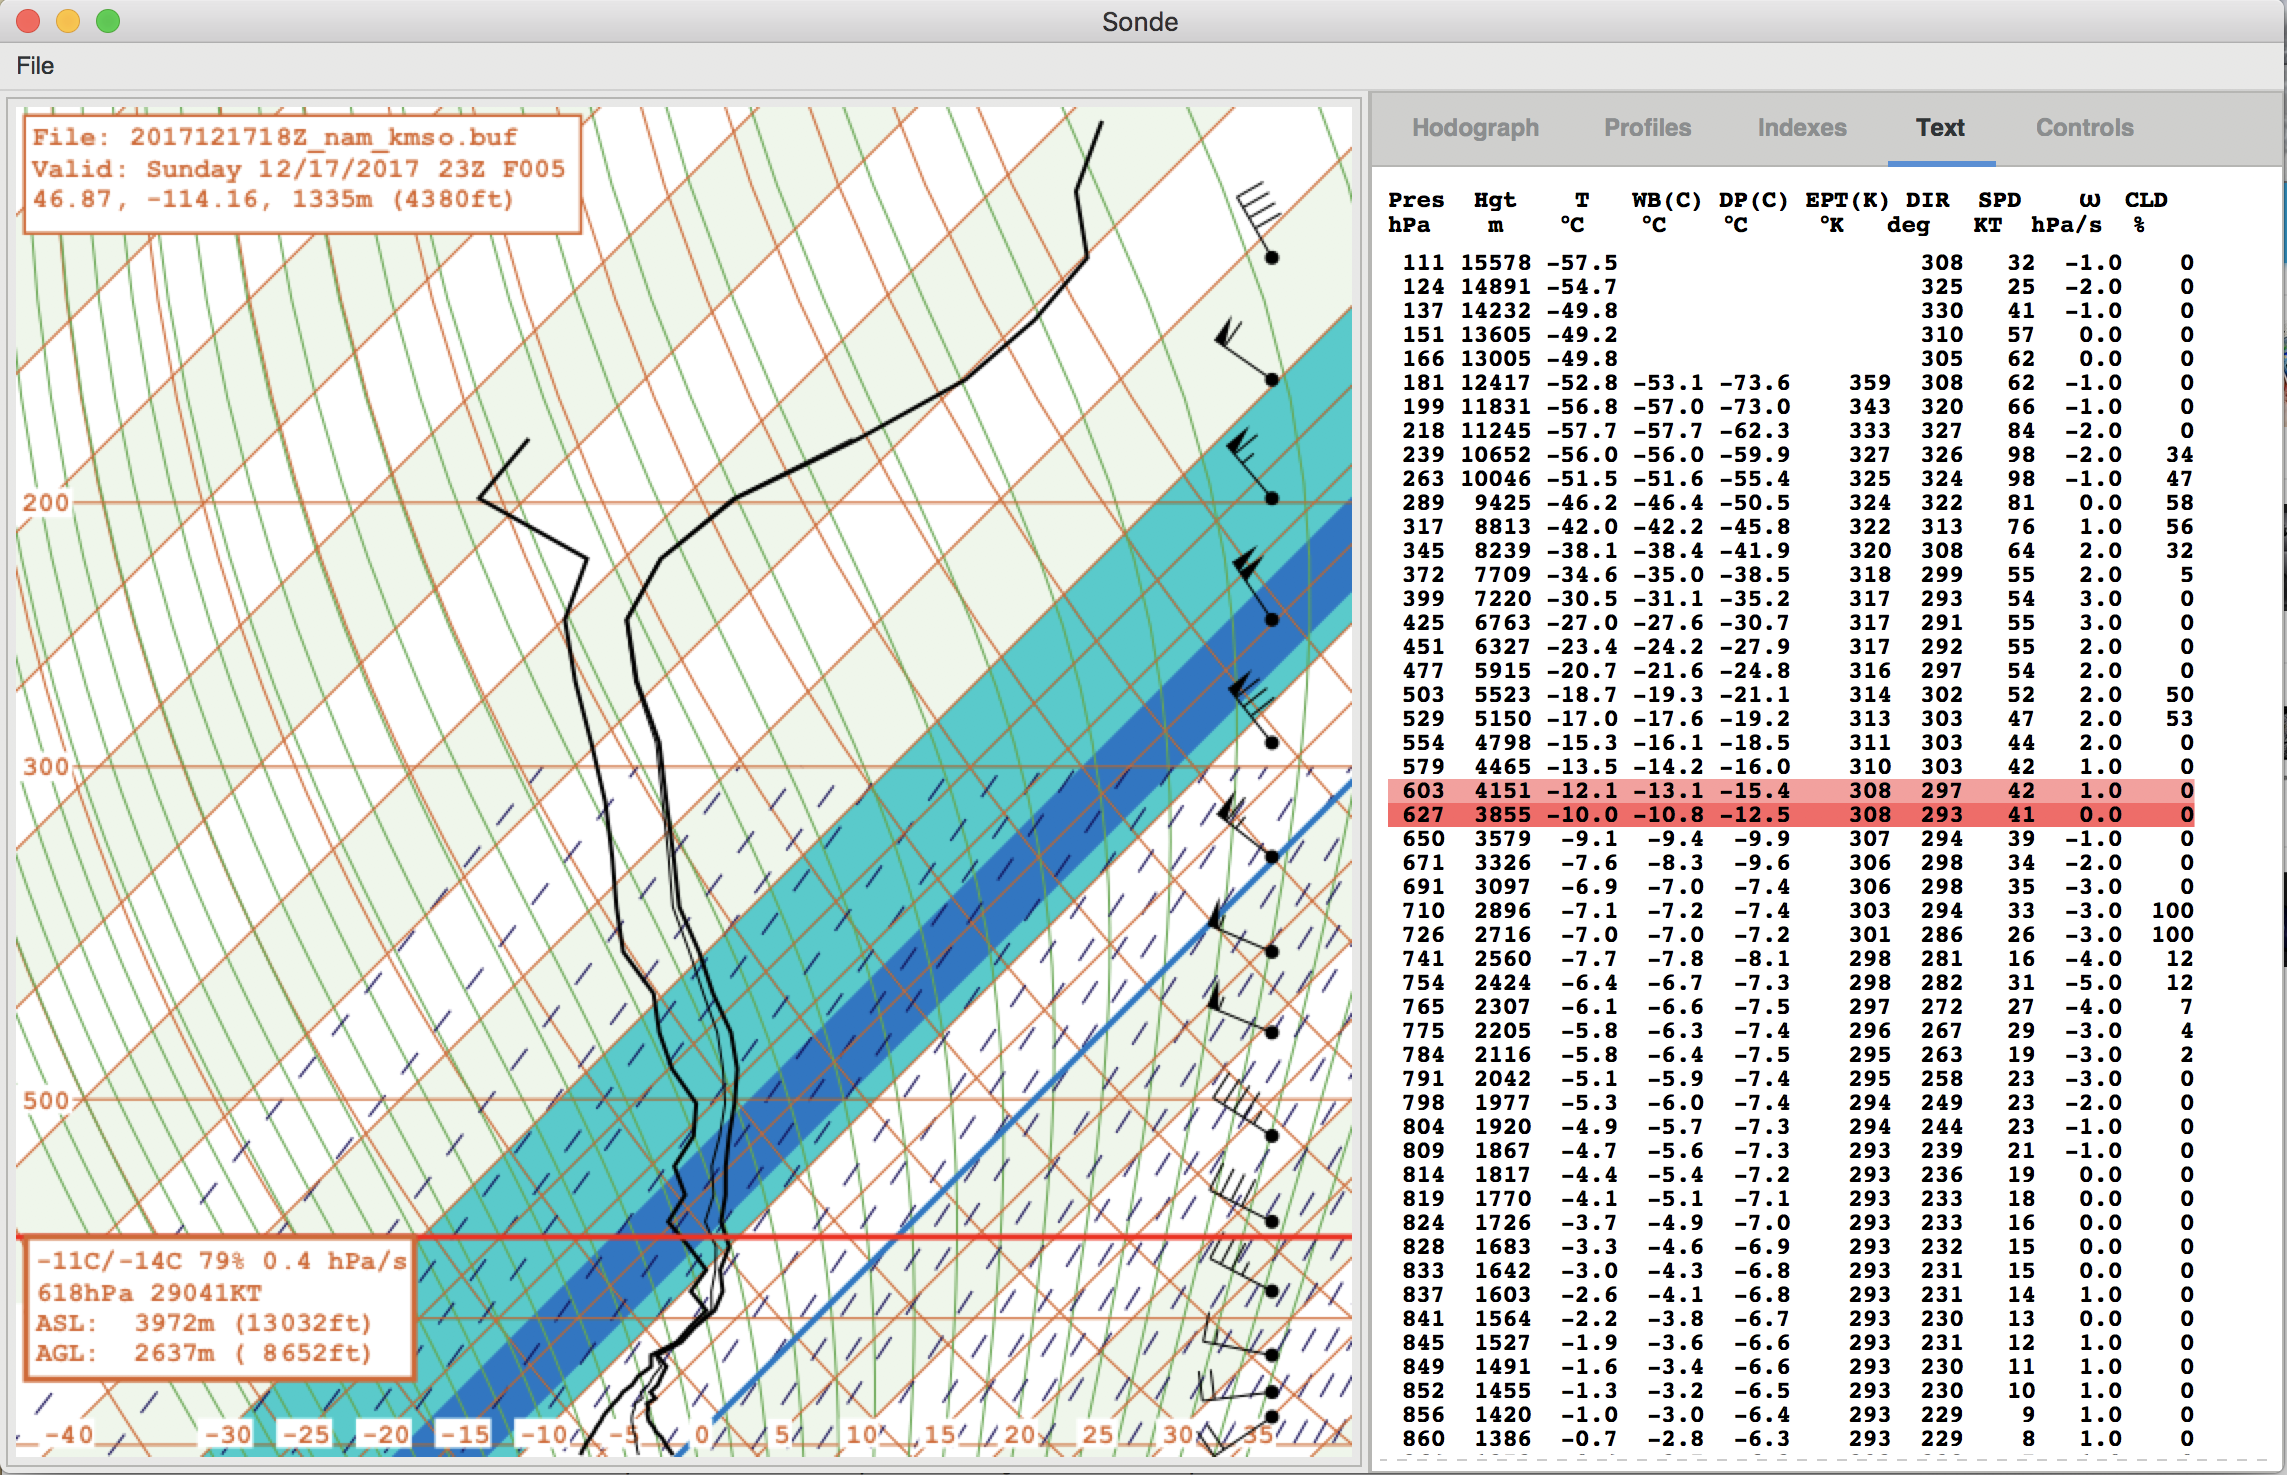 Sonde
File
File: 2017121718Z_nam_kmso.buf
Valid: Sunday 12/17/2017 23Z F005
46.87, -114.16, 1335m (4380ft)
200
300
500
-11C/-14C 79% 0.4 hPa/s
618hPa 29041KT
ASL: 3972m (13032ft)
AGL: 2637m ( 8652ft)
-40 -30 -25 -20 -15 -10 -5 0 5 10 15 20 25 30 35
Hodograph Profiles Indexes Text Controls
Pres Hgt T WB(C) DP(C) EPT(K) DIR SPD ω CLD
hPa m °C °C °C °K deg KT hPa/s %
111 15578 -57.5 308 32 -1.0 0
124 14891 -54.7 325 25 -2.0 0
137 14232 -49.8 330 41 -1.0 0
151 13605 -49.2 310 57 0.0 0
166 13005 -49.8 305 62 0.0 0
181 12417 -52.8 -53.1 -73.6 359 308 62 -1.0 0
199 11831 -56.8 -57.0 -73.0 343 320 66 -1.0 0
218 11245 -57.7 -57.7 -62.3 333 327 84 -2.0 0
239 10652 -56.0 -56.0 -59.9 327 326 98 -2.0 34
263 10046 -51.5 -51.6 -55.4 325 324 98 -1.0 47
289 9425 -46.2 -46.4 -50.5 324 322 81 0.0 58
317 8813 -42.0 -42.2 -45.8 322 313 76 1.0 56
345 8239 -38.1 -38.4 -41.9 320 308 64 2.0 32
372 7709 -34.6 -35.0 -38.5 318 299 55 2.0 5
399 7220 -30.5 -31.1 -35.2 317 293 54 3.0 0
425 6763 -27.0 -27.6 -30.7 317 291 55 3.0 0
451 6327 -23.4 -24.2 -27.9 317 292 55 2.0 0
477 5915 -20.7 -21.6 -24.8 316 297 54 2.0 0
503 5523 -18.7 -19.3 -21.1 314 302 52 2.0 50
529 5150 -17.0 -17.6 -19.2 313 303 47 2.0 53
554 4798 -15.3 -16.1 -18.5 311 303 44 2.0 0
579 4465 -13.5 -14.2 -16.0 310 303 42 1.0 0
603 4151 -12.1 -13.1 -15.4 308 297 42 1.0 0
627 3855 -10.0 -10.8 -12.5 308 293 41 0.0 0
650 3579 -9.1 -9.4 -9.9 307 294 39 -1.0 0
671 3326 -7.6 -8.3 -9.6 306 298 34 -2.0 0
691 3097 -6.9 -7.0 -7.4 306 298 35 -3.0 0
710 2896 -7.1 -7.2 -7.4 303 294 33 -3.0 100
726 2716 -7.0 -7.0 -7.2 301 286 26 -3.0 100
741 2560 -7.7 -7.8 -8.1 298 281 16 -4.0 12
754 2424 -6.4 -6.7 -7.3 298 282 31 -5.0 12
765 2307 -6.1 -6.6 -7.5 297 272 27 -4.0 7
775 2205 -5.8 -6.3 -7.4 296 267 29 -3.0 4
784 2116 -5.8 -6.4 -7.5 295 263 19 -3.0 2
791 2042 -5.1 -5.9 -7.4 295 258 23 -3.0 0
798 1977 -5.3 -6.0 -7.4 294 249 23 -2.0 0
804 1920 -4.9 -5.7 -7.3 294 244 23 -1.0 0
809 1867 -4.7 -5.6 -7.3 293 239 21 -1.0 0
814 1817 -4.4 -5.4 -7.2 293 236 19 0.0 0
819 1770 -4.1 -5.1 -7.1 293 233 18 0.0 0
824 1726 -3.7 -4.9 -7.0 293 233 16 0.0 0
828 1683 -3.3 -4.6 -6.9 293 232 15 0.0 0
833 1642 -3.0 -4.3 -6.8 293 231 15 0.0 0
837 1603 -2.6 -4.1 -6.8 293 231 14 1.0 0
841 1564 -2.2 -3.8 -6.7 293 230 13 0.0 0
845 1527 -1.9 -3.6 -6.6 293 231 12 1.0 0
849 1491 -1.6 -3.4 -6.6 293 230 11 1.0 0
852 1455 -1.3 -3.2 -6.5 293 230 10 1.0 0
856 1420 -1.0 -3.0 -6.4 293 229 9 1.0 0
860 1386 -0.7 -2.8 -6.3 293 229 8 1.0 0